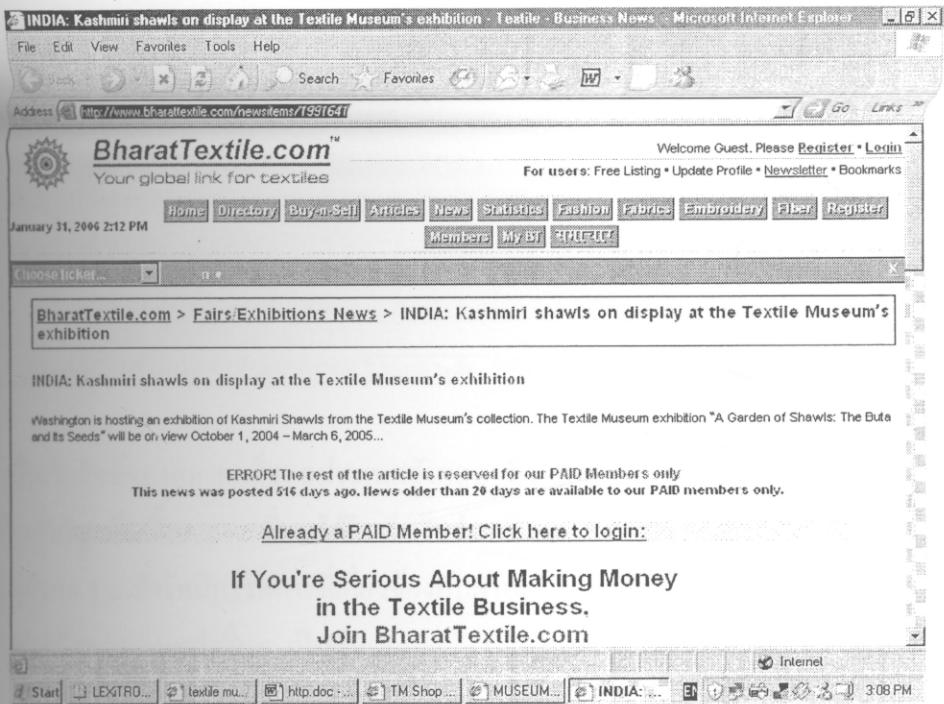 INDIA: Kashmiri shawls on display at the Textile Museum's exhibition - Textile - Business News - Microsoft Internet Explorer
File Edit View Favorites Tools Help
Back Search Favorites
Address http://www.bharattextile.com/newsitems/1991641 Go Links »
BharatTextile.com™
Your global link for textiles
Welcome Guest. Please Register • Login
For users: Free Listing • Update Profile • Newsletter • Bookmarks
January 31, 2006 2:12 PM
Home Directory Buy-n-Sell Articles News Statistics Fashion Fabrics Embroidery Fiber Register
Members My BT समाचार
Choose ticker... X
BharatTextile.com > Fairs/Exhibitions News > INDIA: Kashmiri shawls on display at the Textile Museum's
exhibition
INDIA: Kashmiri shawls on display at the Textile Museum's exhibition
Washington is hosting an exhibition of Kashmiri Shawls from the Textile Museum's collection. The Textile Museum exhibition "A Garden of Shawls: The Buta
and Its Seeds" will be on view October 1, 2004 – March 6, 2005...
ERROR! The rest of the article is reserved for our PAID Members only
This news was posted 516 days ago. News older than 20 days are available to our PAID members only.
Already a PAID Member! Click here to login:
If You're Serious About Making Money
in the Textile Business.
Join BharatTextile.com
Internet
Start LEXITRO... textile mu... http.doc -... TM Shop ... MUSEUM... INDIA: ... EN 3:08 PM